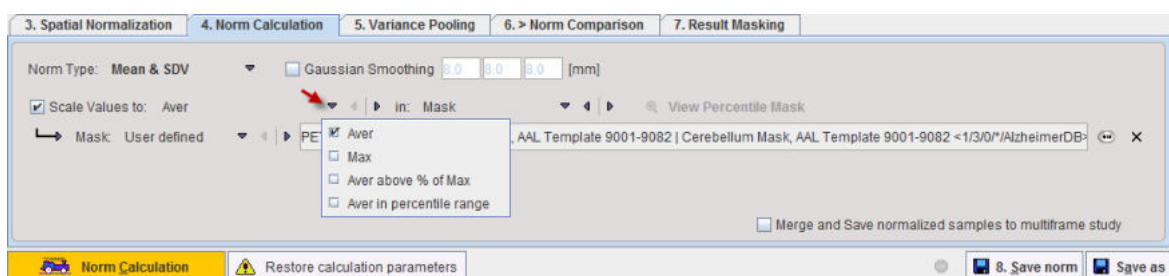 3. Spatial Normalization 4. Norm Calculation 5. Variance Pooling 6. > Norm Comparison 7. Result Masking
Norm Type: Mean & SDV Gaussian Smoothing 8.0 8.0 8.0 [mm]
Scale Values to: Aver in: Mask View Percentile Mask
Mask: User defined PET , AAL Template 9001-9082 | Cerebellum Mask, AAL Template 9001-9082 <1/3/0/*/AlzheimerDB>
Aver
Max
Aver above % of Max
Aver in percentile range
Merge and Save normalized samples to multiframe study
Norm Calculation Restore calculation parameters 8. Save norm Save as